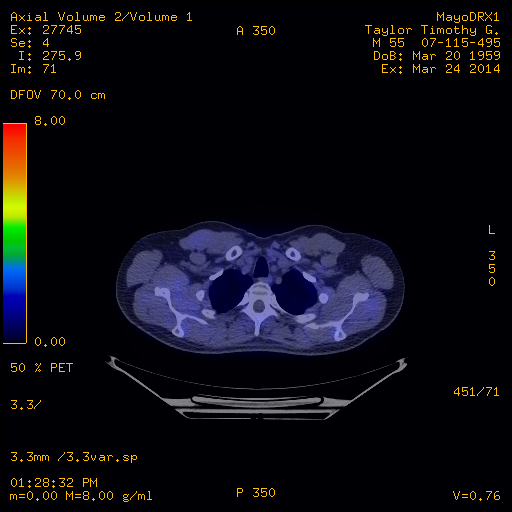 Axial Volume 2/Volume 1
Ex: 27745
Se: 4
I: 275.9
Im: 71
DFOV 70.0 cm
8.00
A 350
MayoDRX1
Taylor Timothy G.
M 55 07-115-495
DoB: Mar 20 1959
Ex: Mar 24 2014
L
3
5
0
0.00
50 % PET
3.3/
451/71
3.3mm /3.3var.sp
01:28:32 PM
m=0.00 M=8.00 g/ml
P 350
V=0.76